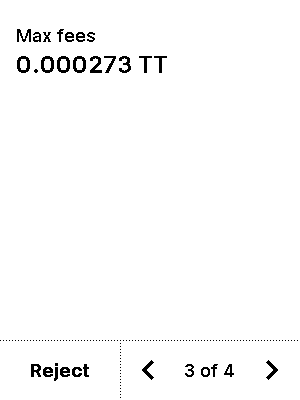 Max fees
0.000273 TT
Reject
3 of 4